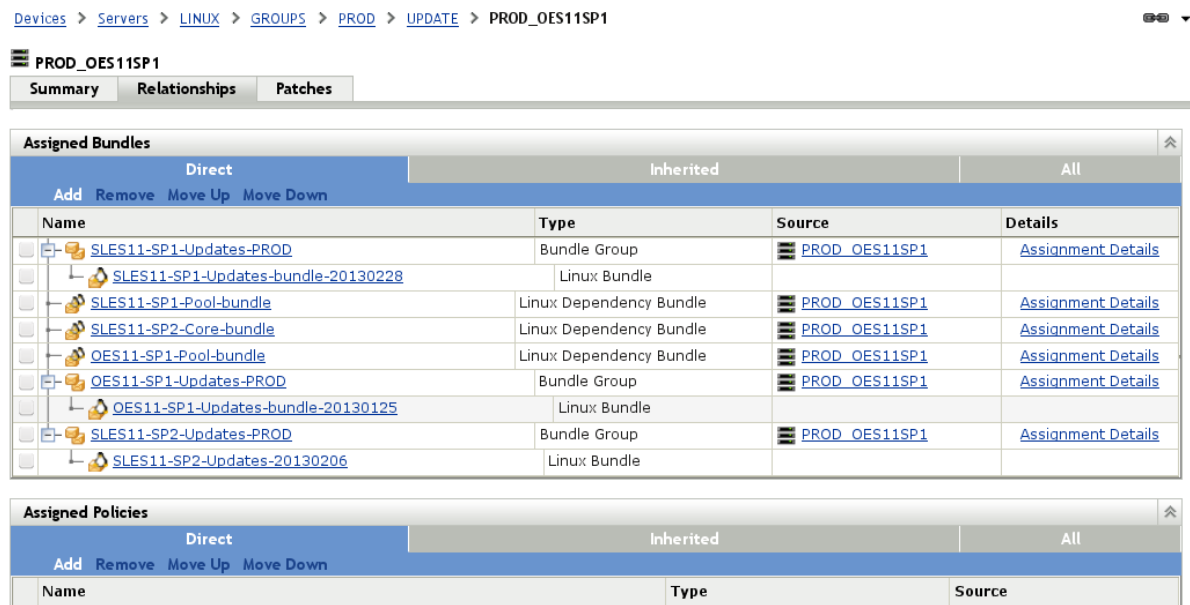 Devices > Servers > LINUX > GROUPS > PROD > UPDATE > PROD_OES11SP1
PROD_OES11SP1
Summary Relationships Patches
Assigned Bundles
Direct Inherited All
Add Remove Move Up Move Down
Name Type Source Details
SLES11-SP1-Updates-PROD Bundle Group PROD_OES11SP1 Assignment Details
SLES11-SP1-Updates-bundle-20130228 Linux Bundle
SLES11-SP1-Pool-bundle Linux Dependency Bundle PROD_OES11SP1 Assignment Details
SLES11-SP2-Core-bundle Linux Dependency Bundle PROD_OES11SP1 Assignment Details
OES11-SP1-Pool-bundle Linux Dependency Bundle PROD_OES11SP1 Assignment Details
OES11-SP1-Updates-PROD Bundle Group PROD_OES11SP1 Assignment Details
OES11-SP1-Updates-bundle-20130125 Linux Bundle
SLES11-SP2-Updates-PROD Bundle Group PROD_OES11SP1 Assignment Details
SLES11-SP2-Updates-20130206 Linux Bundle
Assigned Policies
Direct Inherited All
Add Remove Move Up Move Down
Name Type Source